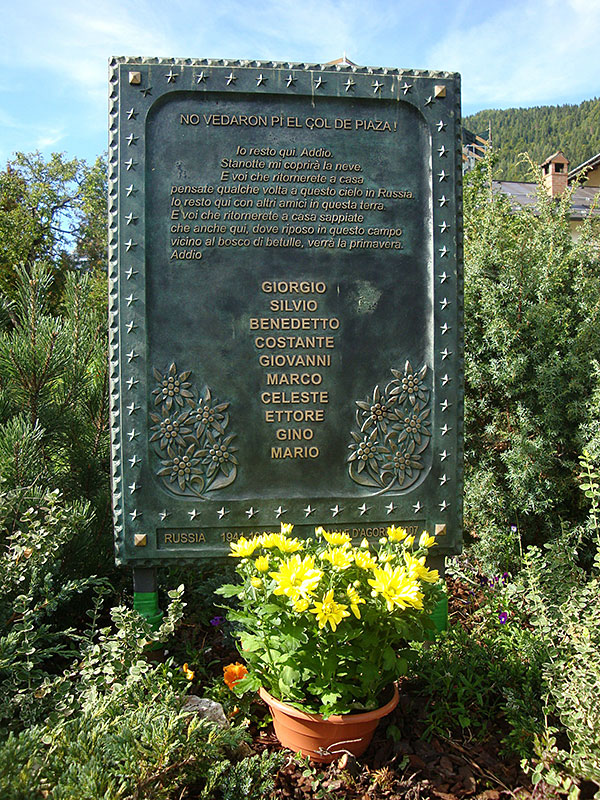 NO VEDARON PI EL ÇOL DE PIAZA !
Io resto qui. Addio.
Stanotte mi coprirà la neve.
E voi che ritornerete a casa
pensate qualche volta a questo cielo in Russia.
Io resto qui con altri amici in questa terra.
E voi che ritornerete a casa sappiate
che anche qui, dove riposo in questo campo
vicino al bosco di betulle, verrà la primavera.
Addio
GIORGIO
SILVIO
BENEDETTO
COSTANTE
GIOVANNI
MARCO
CELESTE
ETTORE
GINO
MARIO
RUSSIA D'AGOR